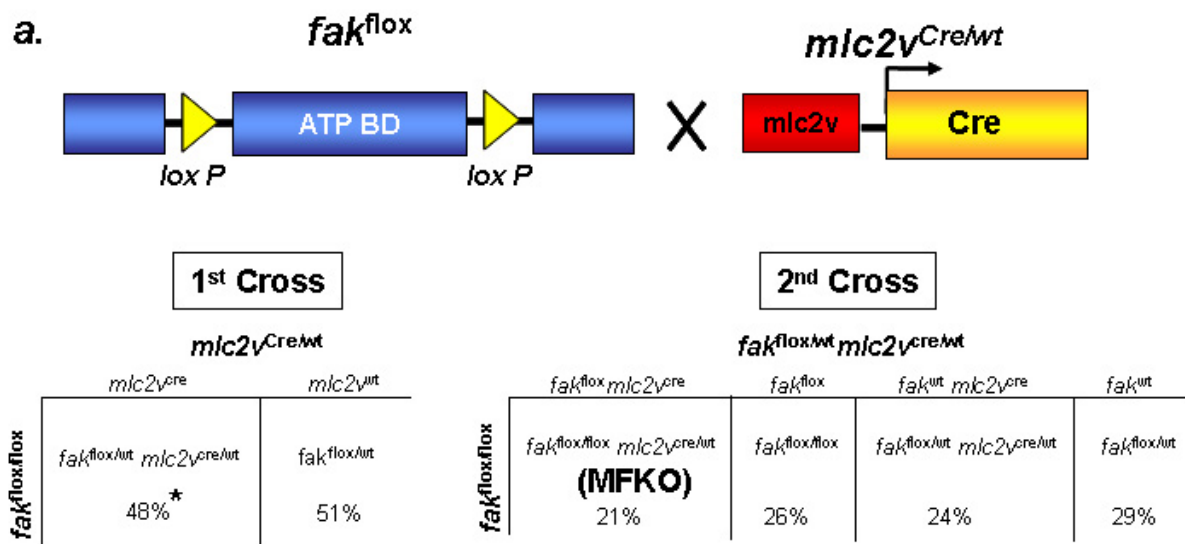 a.
fak^flox
mlc2v^Cre/wt
ATP BD
mlc2v
Cre
X
lox P
lox P
1st Cross
2nd Cross
mlc2v^Cre/wt
fak^flox/wt mlc2v^cre/wt
mlc2v^cre
mlc2v^wt
fak^flox mlc2v^cre
fak^flox
fak^wt mlc2v^cre
fak^wt
fak^flox/flox
fak^flox/wt mlc2v^cre/wt
fak^flox/wt
48%*
51%
fak^flox/flox
fak^flox/flox mlc2v^cre/wt
(MFKO)
fak^flox/flox
fak^flox/wt mlc2v^cre/wt
fak^flox/wt
21%
26%
24%
29%